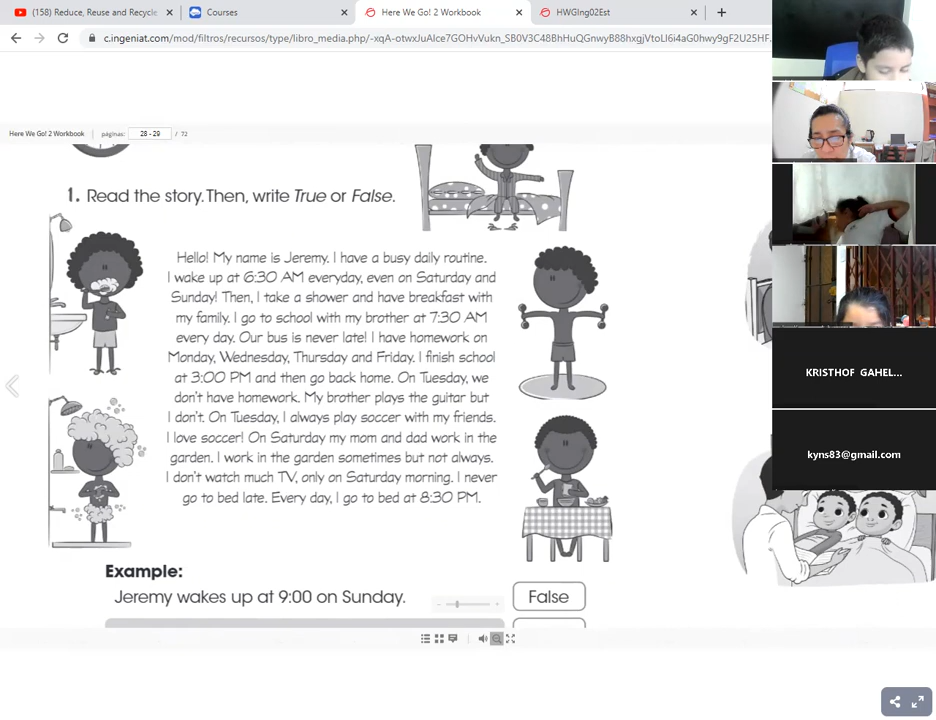 (158) Reduce, Reuse and Recycle
Courses
Here We Go! 2 Workbook
HWGIng02Est
Here We Go! 2 Workbook
páginas:
28 - 29
/ 72
1. Read the story. Then, write True or False.
Hello! My name is Jeremy. I have a busy daily routine.
I wake up at 6:30 AM everyday, even on Saturday and
Sunday! Then, I take a shower and have breakfast with
my family. I go to school with my brother at 7:30 AM
every day. Our bus is never late! I have homework on
Monday, Wednesday, Thursday and Friday. I finish school
at 3:00 PM and then go back home. On Tuesday, we
don't have homework. My brother plays the guitar but
I don't. On Tuesday, I always play soccer with my friends.
I love soccer! On Saturday my mom and dad work in the
garden. I work in the garden sometimes but not always.
I don't watch much TV, only on Saturday morning. I never
go to bed late. Every day, I go to bed at 8:30 PM.
Example:
Jeremy wakes up at 9:00 on Sunday.
False
KRISTHOF GAHEL...
kyns83@gmail.com